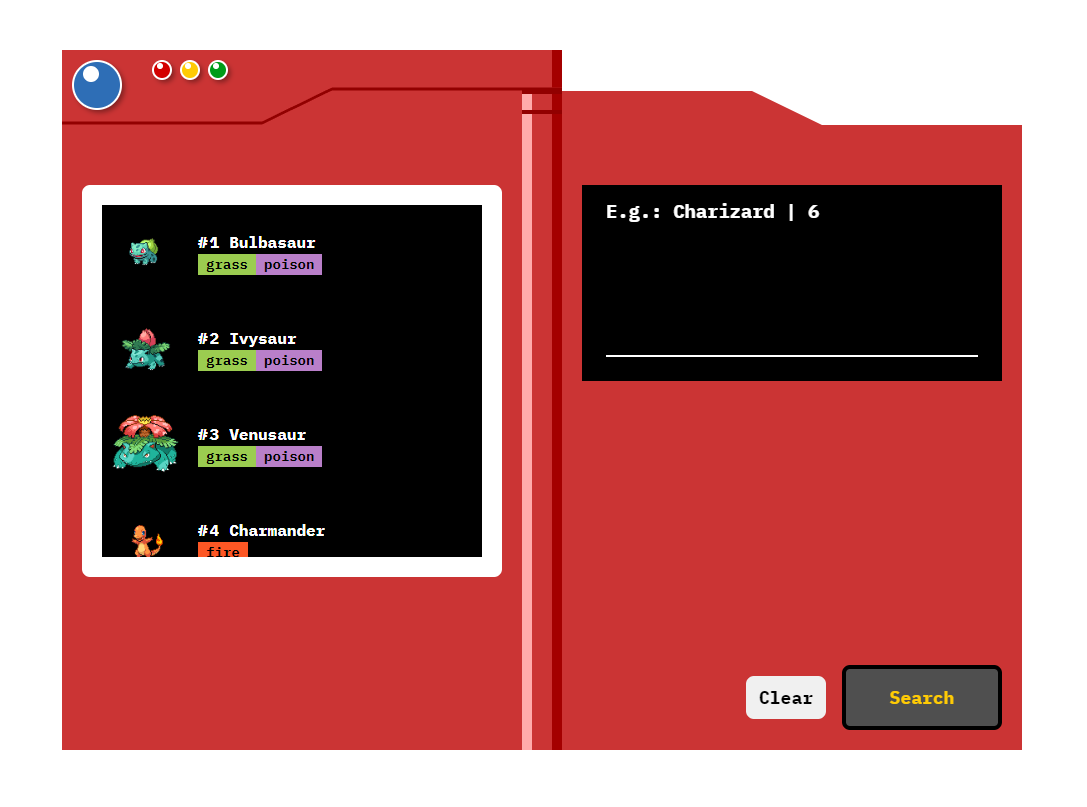 #1 Bulbasaur
grass poison
#2 Ivysaur
grass poison
#3 Venusaur
grass poison
#4 Charmander
fire
E.g.: Charizard | 6
Clear
Search